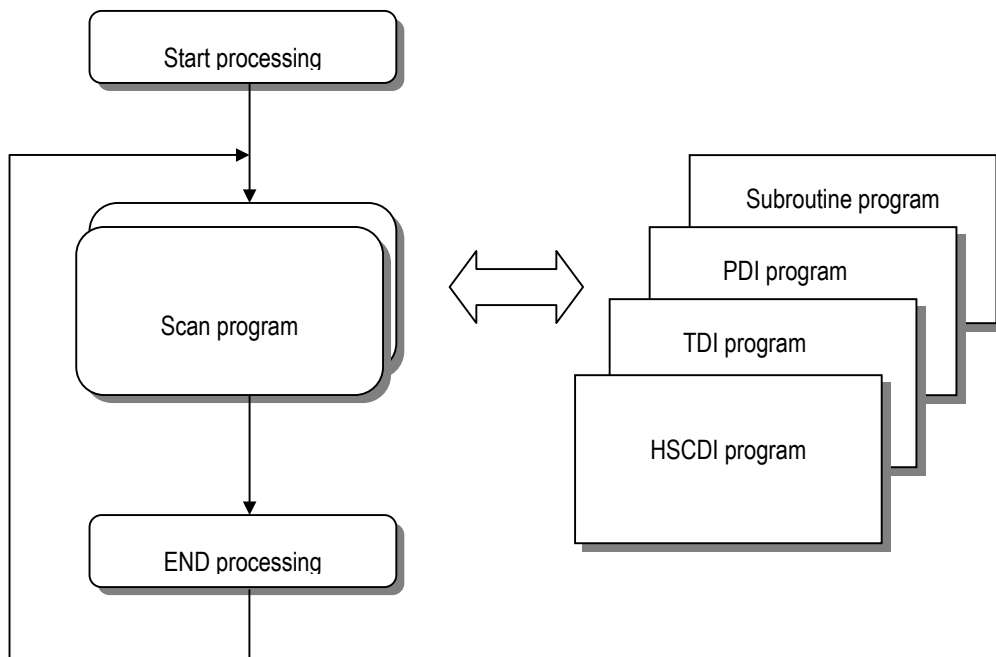 Start processing
Subroutine program
PDI program
Scan program
TDI program
HSCDI program
END processing